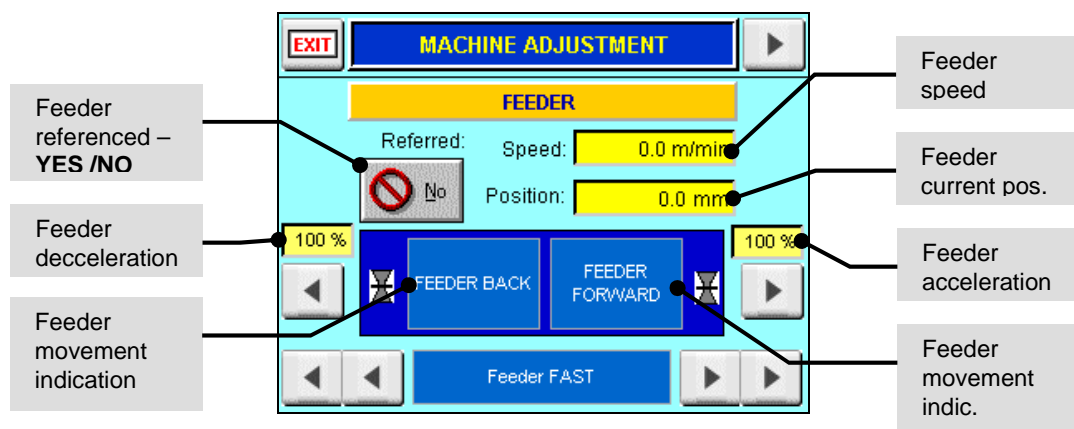 EXIT
MACHINE ADJUSTMENT
FEEDER
Referred:
No
Speed:
0.0 m/min
Position:
0.0 mm
100 %
100 %
FEEDER BACK
FEEDER
FORWARD
Feeder FAST
Feeder
referenced –
YES /NO
Feeder
decceleration
Feeder
movement
indication
Feeder
speed
Feeder
current pos.
Feeder
acceleration
Feeder
movement
indic.